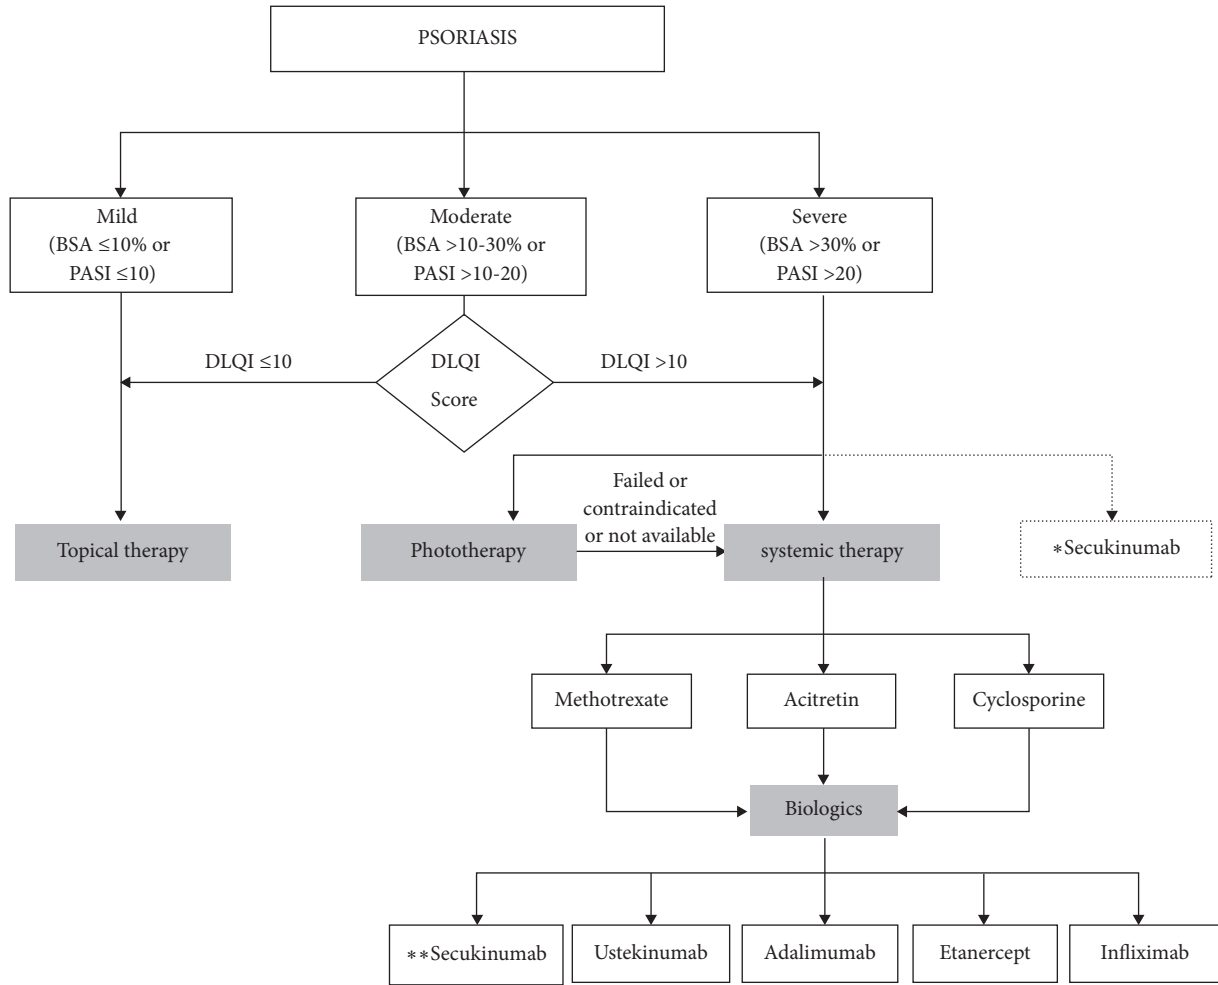 PSORIASIS
Mild
(BSA ≤10% or
PASI ≤10)
Moderate
(BSA >10-30% or
PASI >10-20)
Severe
(BSA >30% or
PASI >20)
DLQI ≤10
DLQI
Score
DLQI >10
Failed or
contraindicated
or not available
Topical therapy
Phototherapy
systemic therapy
*Secukinumab
Methotrexate
Acitretin
Cyclosporine
Biologics
**Secukinumab
Ustekinumab
Adalimumab
Etanercept
Infliximab